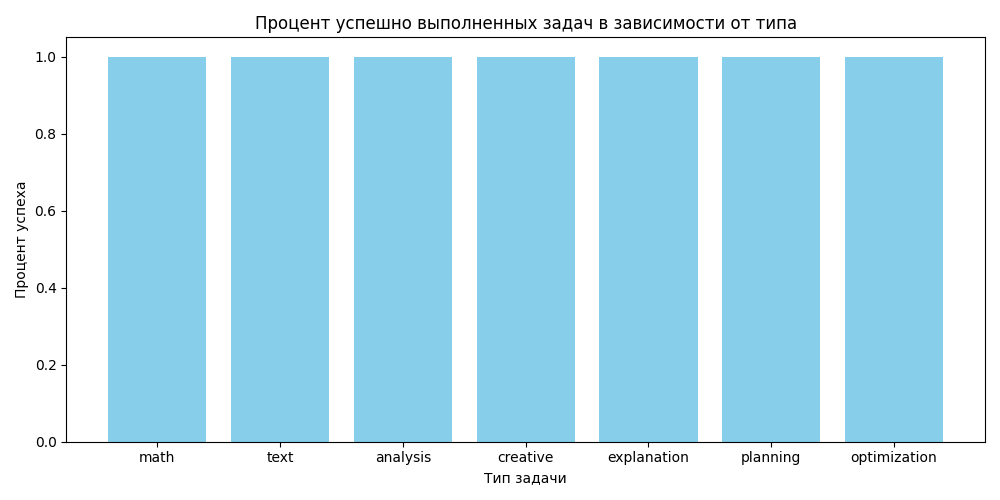 Процент успешно выполненных задач в зависимости от типа
Процент успеха
1.0
0.8
0.6
0.4
0.2
0.0
math text analysis creative explanation planning optimization
Тип задачи